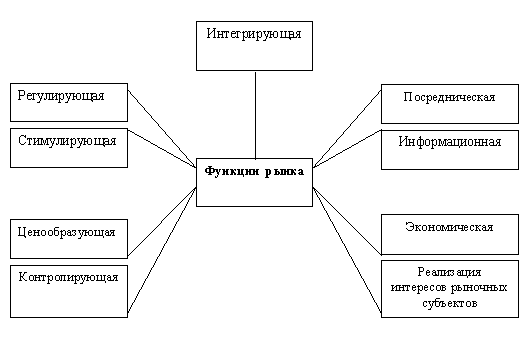 Интегрирующая
Регулирующая
Посредническая
Стимулирующая
Информационная
Функции рынка
Ценообразующая
Экономическая
Контролирующая
Реализация
интересов рыночных
субъектов